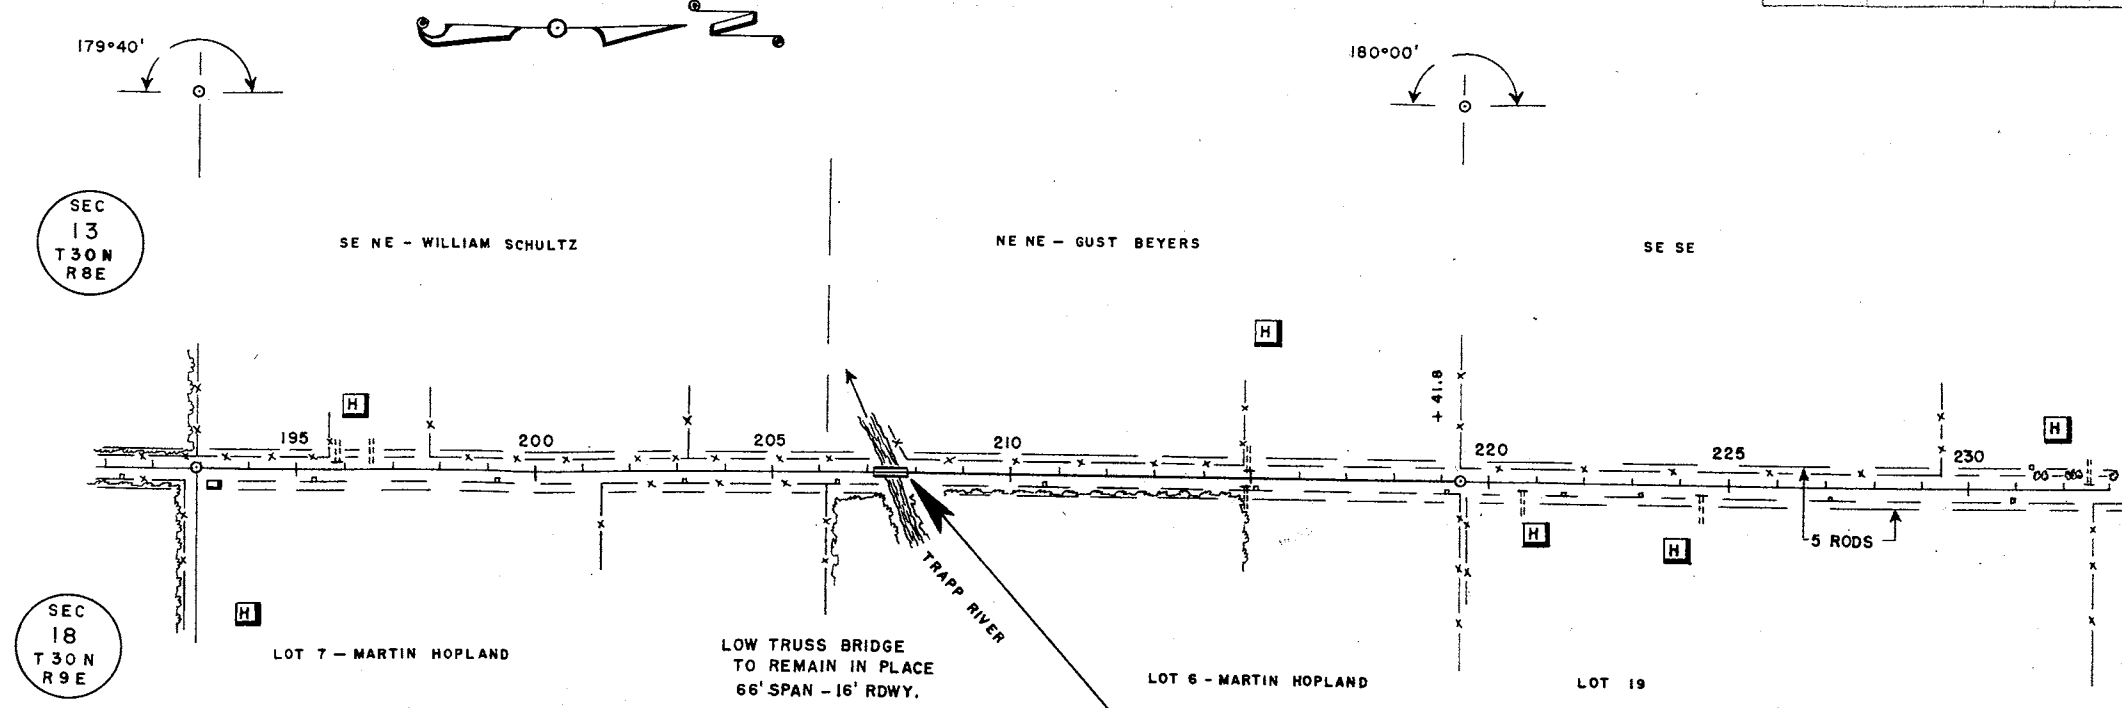 179°40'
180°00'
SEC
13
T30N
R8E
SE NE - WILLIAM SCHULTZ
NE NE - GUST BEYERS
SE SE
H
H
H
+ 41.8
195
200
205
210
220
225
230
H
H
5 RODS
TRAPP RIVER
H
SEC
18
T30N
R9E
LOT 7 - MARTIN HOPLAND
LOW TRUSS BRIDGE
TO REMAIN IN PLACE
66' SPAN - 16' RDWY.
LOT 6 - MARTIN HOPLAND
LOT 19